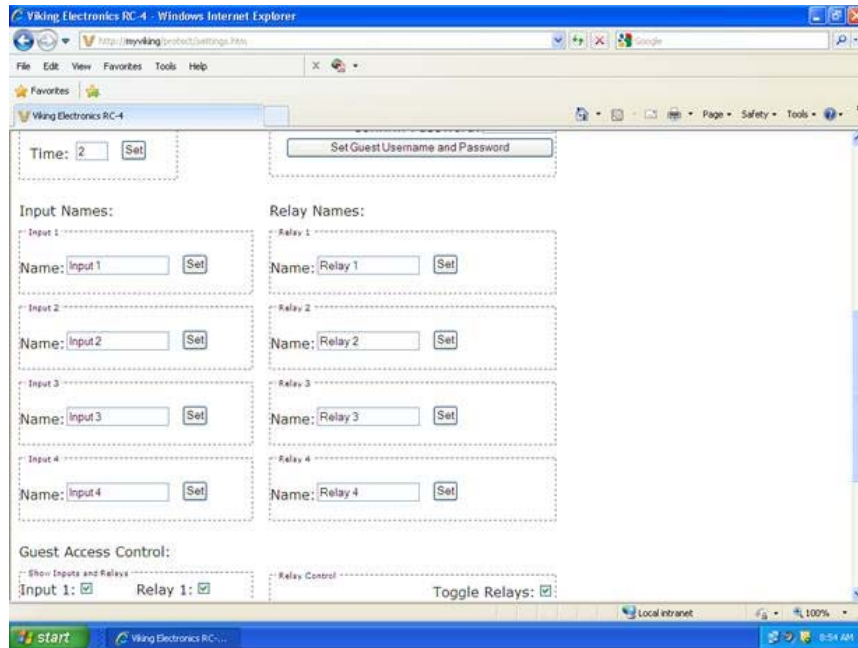 Viking Electronics RC-4 - Windows Internet Explorer
http://myviking/protect/settings.htm
Google
File Edit View Favorites Tools Help
Favorites
Viking Electronics RC-4
Page Safety Tools
Time: 2 Set
Set Guest Username and Password
Input Names: Relay Names:
Input 1 Relay 1
Name: Input 1 Set Name: Relay 1 Set
Input 2 Relay 2
Name: Input 2 Set Name: Relay 2 Set
Input 3 Relay 3
Name: Input 3 Set Name: Relay 3 Set
Input 4 Relay 4
Name: Input 4 Set Name: Relay 4 Set
Guest Access Control:
Show Inputs and Relays Relay Control
Input 1: Relay 1: Toggle Relays:
Local intranet 100%
start Viking Electronics RC-... 8:54 AM